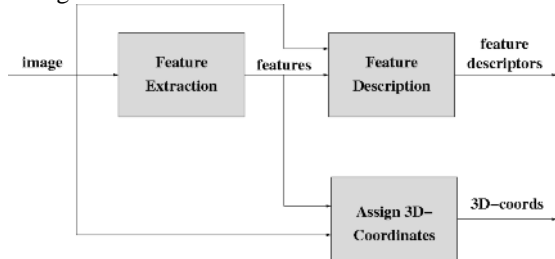 image
Feature
Extraction
features
Feature
Description
feature
descriptors
Assign 3D-
Coordinates
3D-coords